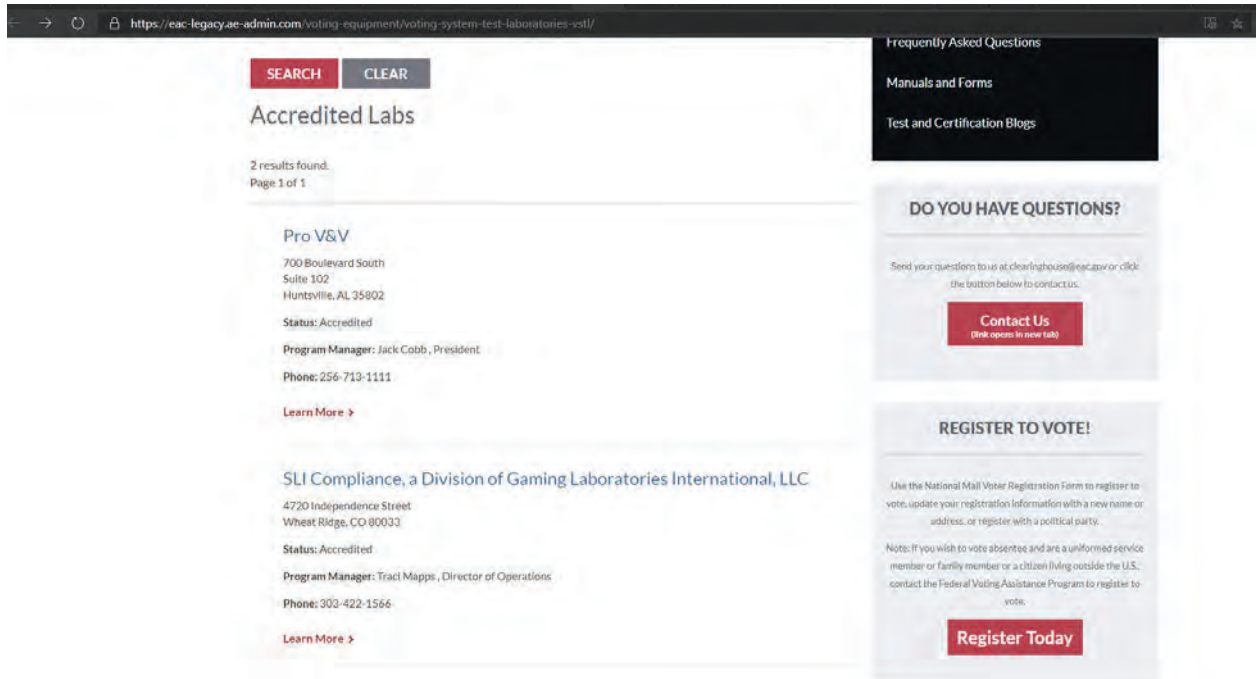 https://eac-legacy.ae-admin.com/voting-equipment/voting-system-test-laboratories-vstl/
SEARCH CLEAR
Accredited Labs
2 results found.
Page 1 of 1
Pro V&V
700 Boulevard South
Suite 102
Huntsville, AL 35802
Status: Accredited
Program Manager: Jack Cobb , President
Phone: 256-713-1111
Learn More >
SLI Compliance, a Division of Gaming Laboratories International, LLC
4720 Independence Street
Wheat Ridge, CO 80033
Status: Accredited
Program Manager: Traci Mapps , Director of Operations
Phone: 303-422-1566
Learn More >
Frequently Asked Questions
Manuals and Forms
Test and Certification Blogs
DO YOU HAVE QUESTIONS?
Send your questions to us at clearinghouse@eac.gov or click
the button below to contact us.
Contact Us
(link opens in new tab)
REGISTER TO VOTE!
Use the National Mail Voter Registration Form to register to
vote, update your registration information with a new name or
address, or register with a political party.
Note: If you wish to vote absentee and are a uniformed service
member or family member or a citizen living outside the U.S.,
contact the Federal Voting Assistance Program to register to
vote.
Register Today